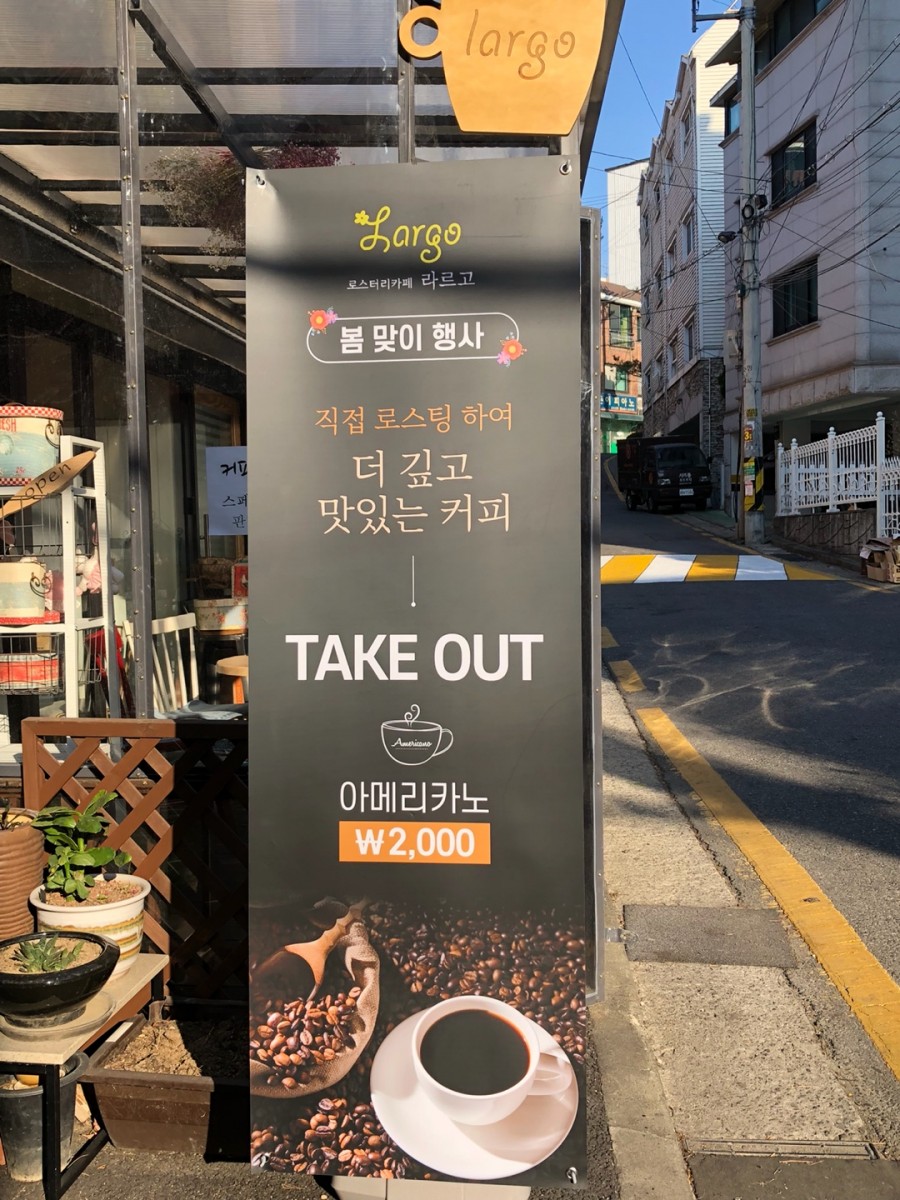 largo
Largo
로스터리카페 라르고
봄 맞이 행사
직접 로스팅 하여
더 깊고
맛있는 커피
TAKE OUT
Americano
아메리카노
₩2,000
open